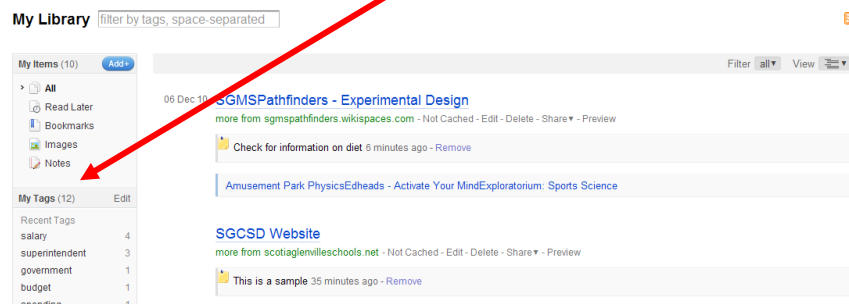 My Library filter by tags, space-separated
My Items (10) Add+
Filter all▾ View
› All
Read Later
Bookmarks
Images
Notes
My Tags (12) Edit
Recent Tags
salary 4
superintendent 3
government 1
budget 1
spending 1
06 Dec 10 SGMSPathfinders - Experimental Design
more from sgmspathfinders.wikispaces.com - Not Cached - Edit - Delete - Share▾ - Preview
Check for information on diet 6 minutes ago - Remove
Amusement Park PhysicsEdheads - Activate Your MindExploratorium: Sports Science
SGCSD Website
more from scotiaglenvilleschools.net - Not Cached - Edit - Delete - Share▾ - Preview
This is a sample 35 minutes ago - Remove